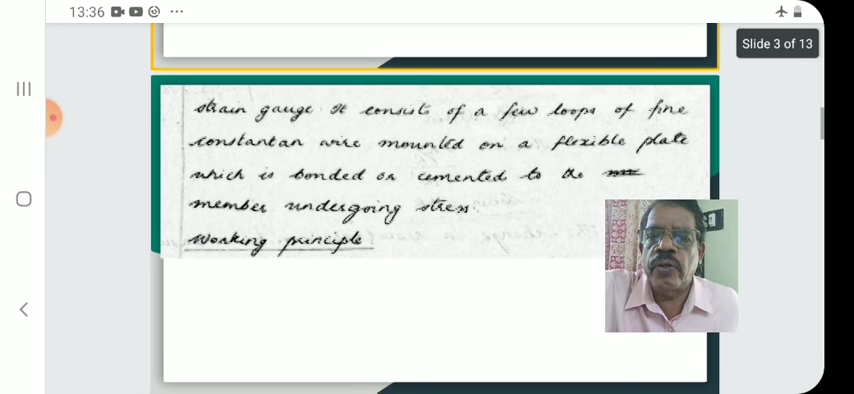 13:36
Slide 3 of 13
strain gauge. It consists of a few loops of fine
constantan wire mounted on a flexible plate
which is bonded or cemented to the
member undergoing stress.
Working principle